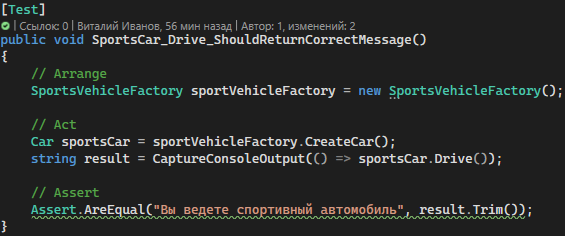 [Test]
| Ссылок: 0 | Виталий Иванов, 56 мин назад | Автор: 1, изменений: 2
public void SportsCar_Drive_ShouldReturnCorrectMessage()
{
// Arrange
SportsVehicleFactory sportVehicleFactory = new SportsVehicleFactory();
// Act
Car sportsCar = sportVehicleFactory.CreateCar();
string result = CaptureConsoleOutput(() => sportsCar.Drive());
// Assert
Assert.AreEqual("Вы ведете спортивный автомобиль", result.Trim());
}